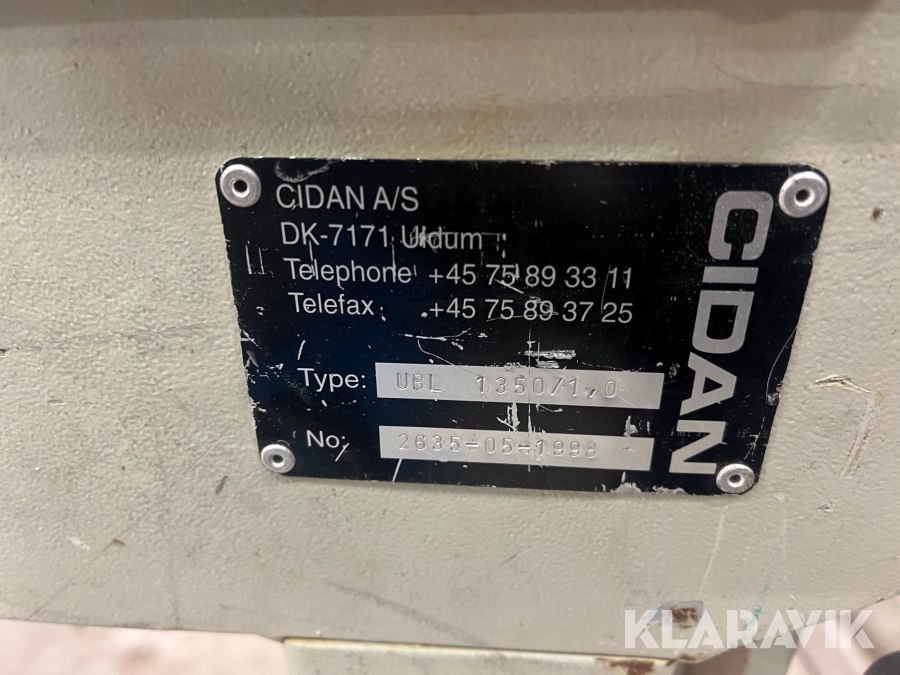 CIDAN A/S
DK-7171 Uldum
Telephone +45 75 89 33 11
Telefax +45 75 89 37 25
Type: UBL 1350/1,0
No: 2635-05-1998
CIDAN
KLARAVIK